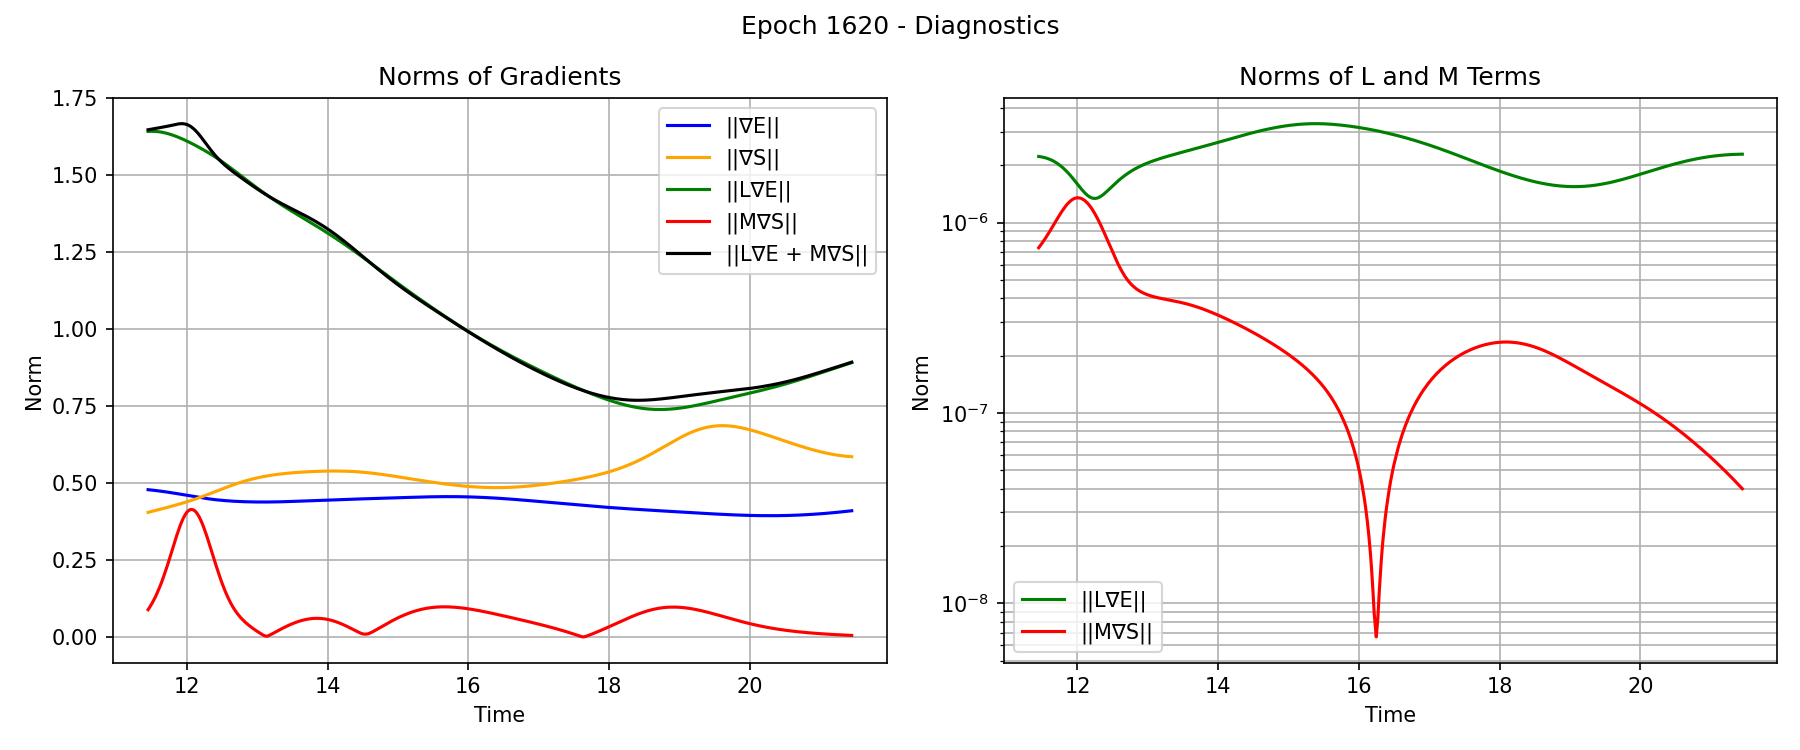 Epoch 1620 - Diagnostics
Norms of Gradients
1.75
1.50
1.25
1.00
0.75
0.50
0.25
0.00
Norm
12
14
16
18
20
Time
||∇E||
||∇S||
||L∇E||
||M∇S||
||L∇E + M∇S||
Norms of L and M Terms
10⁻⁶
10⁻⁷
10⁻⁸
Norm
12
14
16
18
20
Time
||L∇E||
||M∇S||